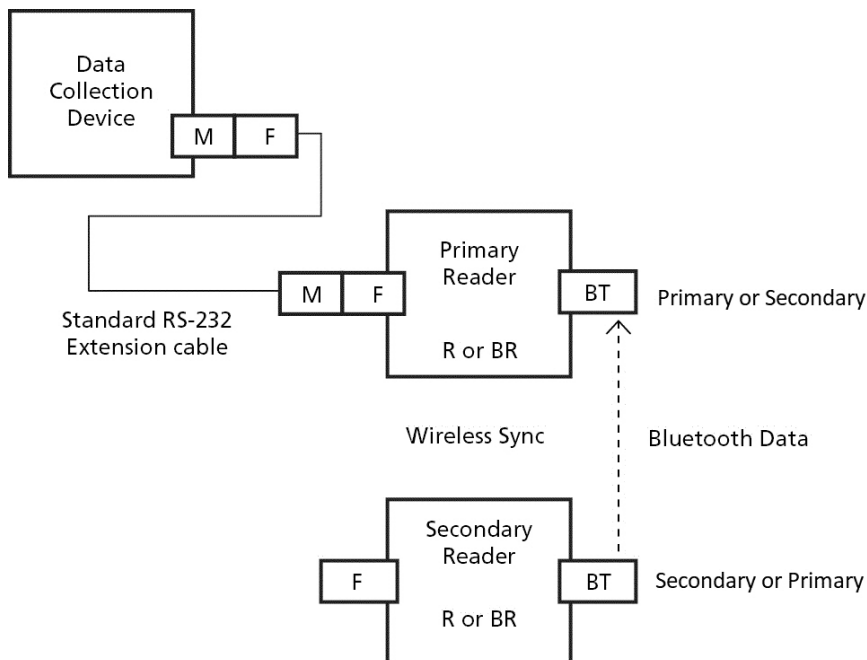 Data
Collection
Device
M
F
Primary
Reader
M
F
BT
Primary or Secondary
Standard RS-232
Extension cable
R or BR
Wireless Sync
Bluetooth Data
Secondary
Reader
F
BT
Secondary or Primary
R or BR